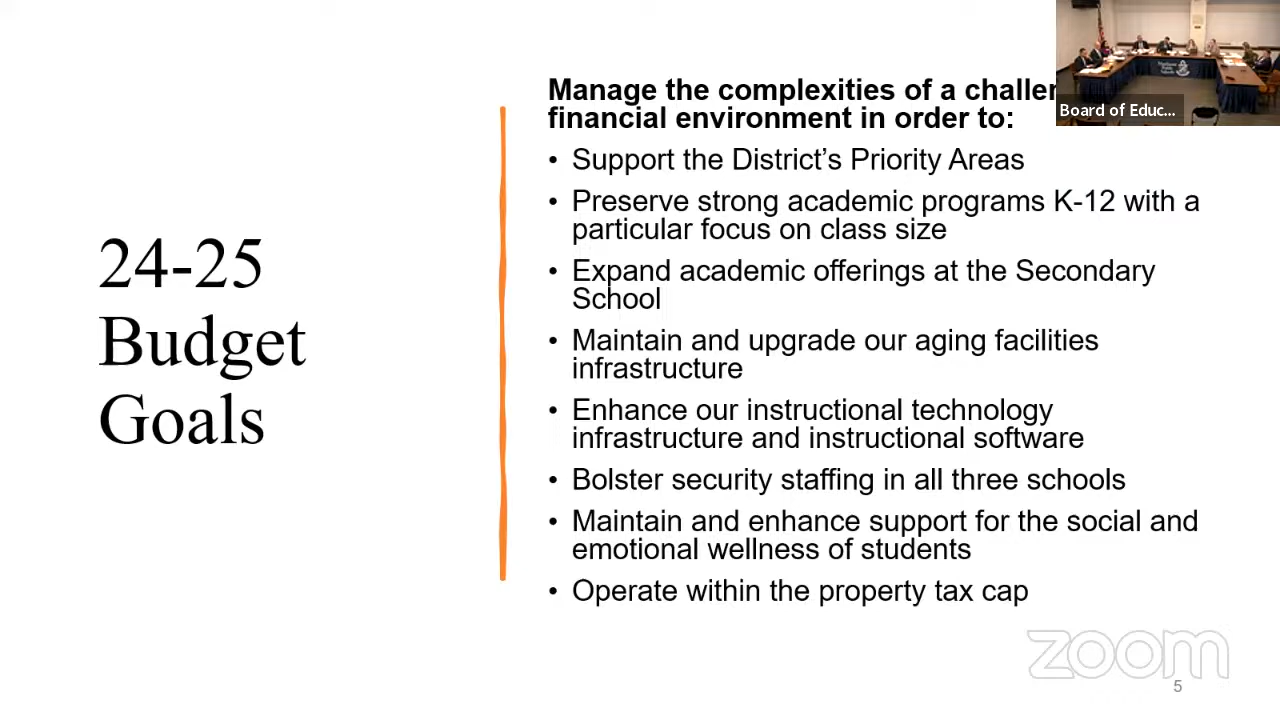 24-25
Budget
Goals
Manage the complexities of a
financial environment in order to:
• Support the District’s Priority Areas
• Preserve strong academic programs K-12 with a
particular focus on class size
• Expand academic offerings at the Secondary
School
• Maintain and upgrade our aging facilities
infrastructure
• Enhance our instructional technology
infrastructure and instructional software
• Bolster security staffing in all three schools
• Maintain and enhance support for the social and
emotional wellness of students
• Operate within the property tax cap
Board of Educ...
zoom
5